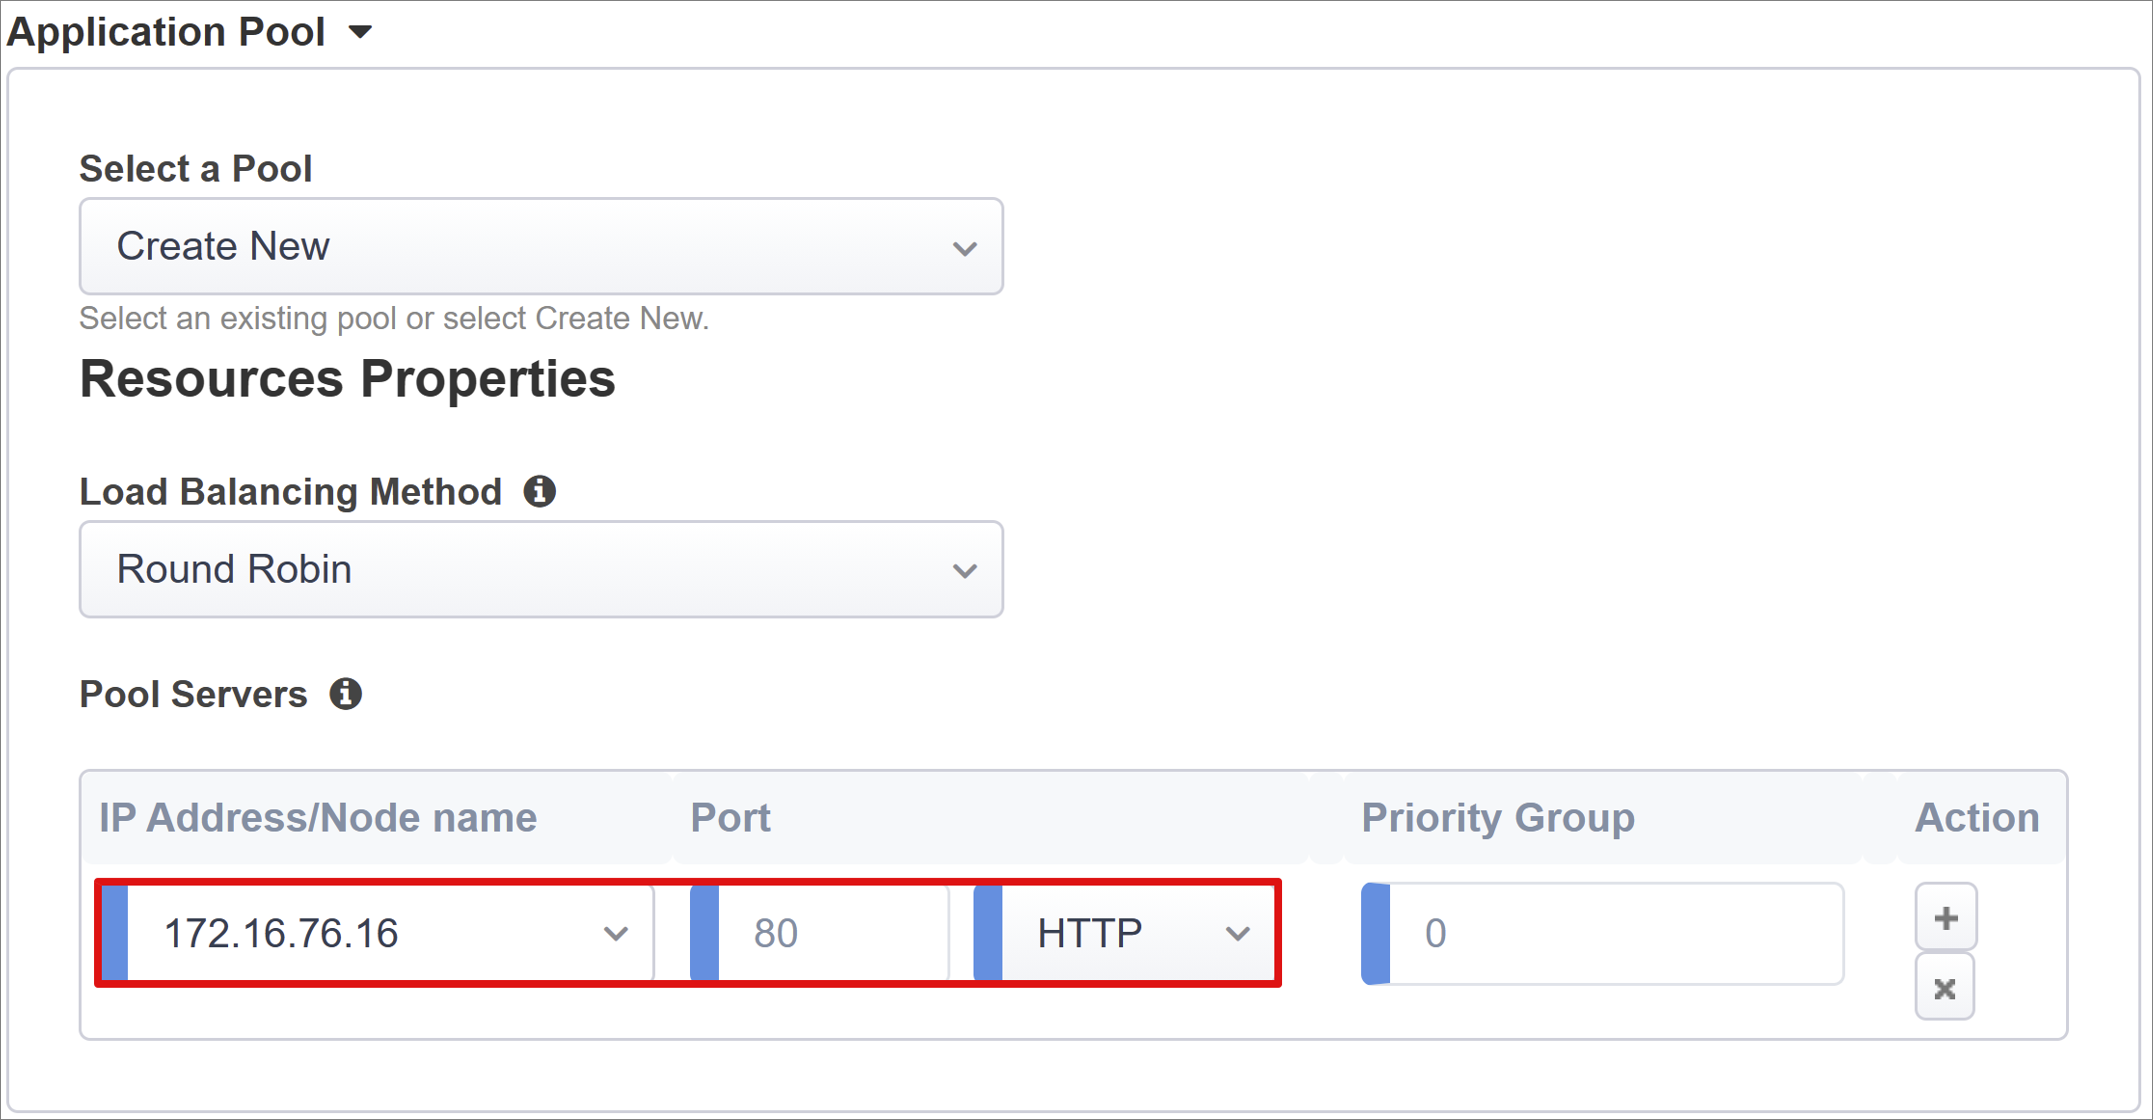 Application Pool
Select a Pool
Create New
Select an existing pool or select Create New.
Resources Properties
Load Balancing Method
Round Robin
Pool Servers
IP Address/Node name Port Priority Group Action
172.16.76.16 80 HTTP 0